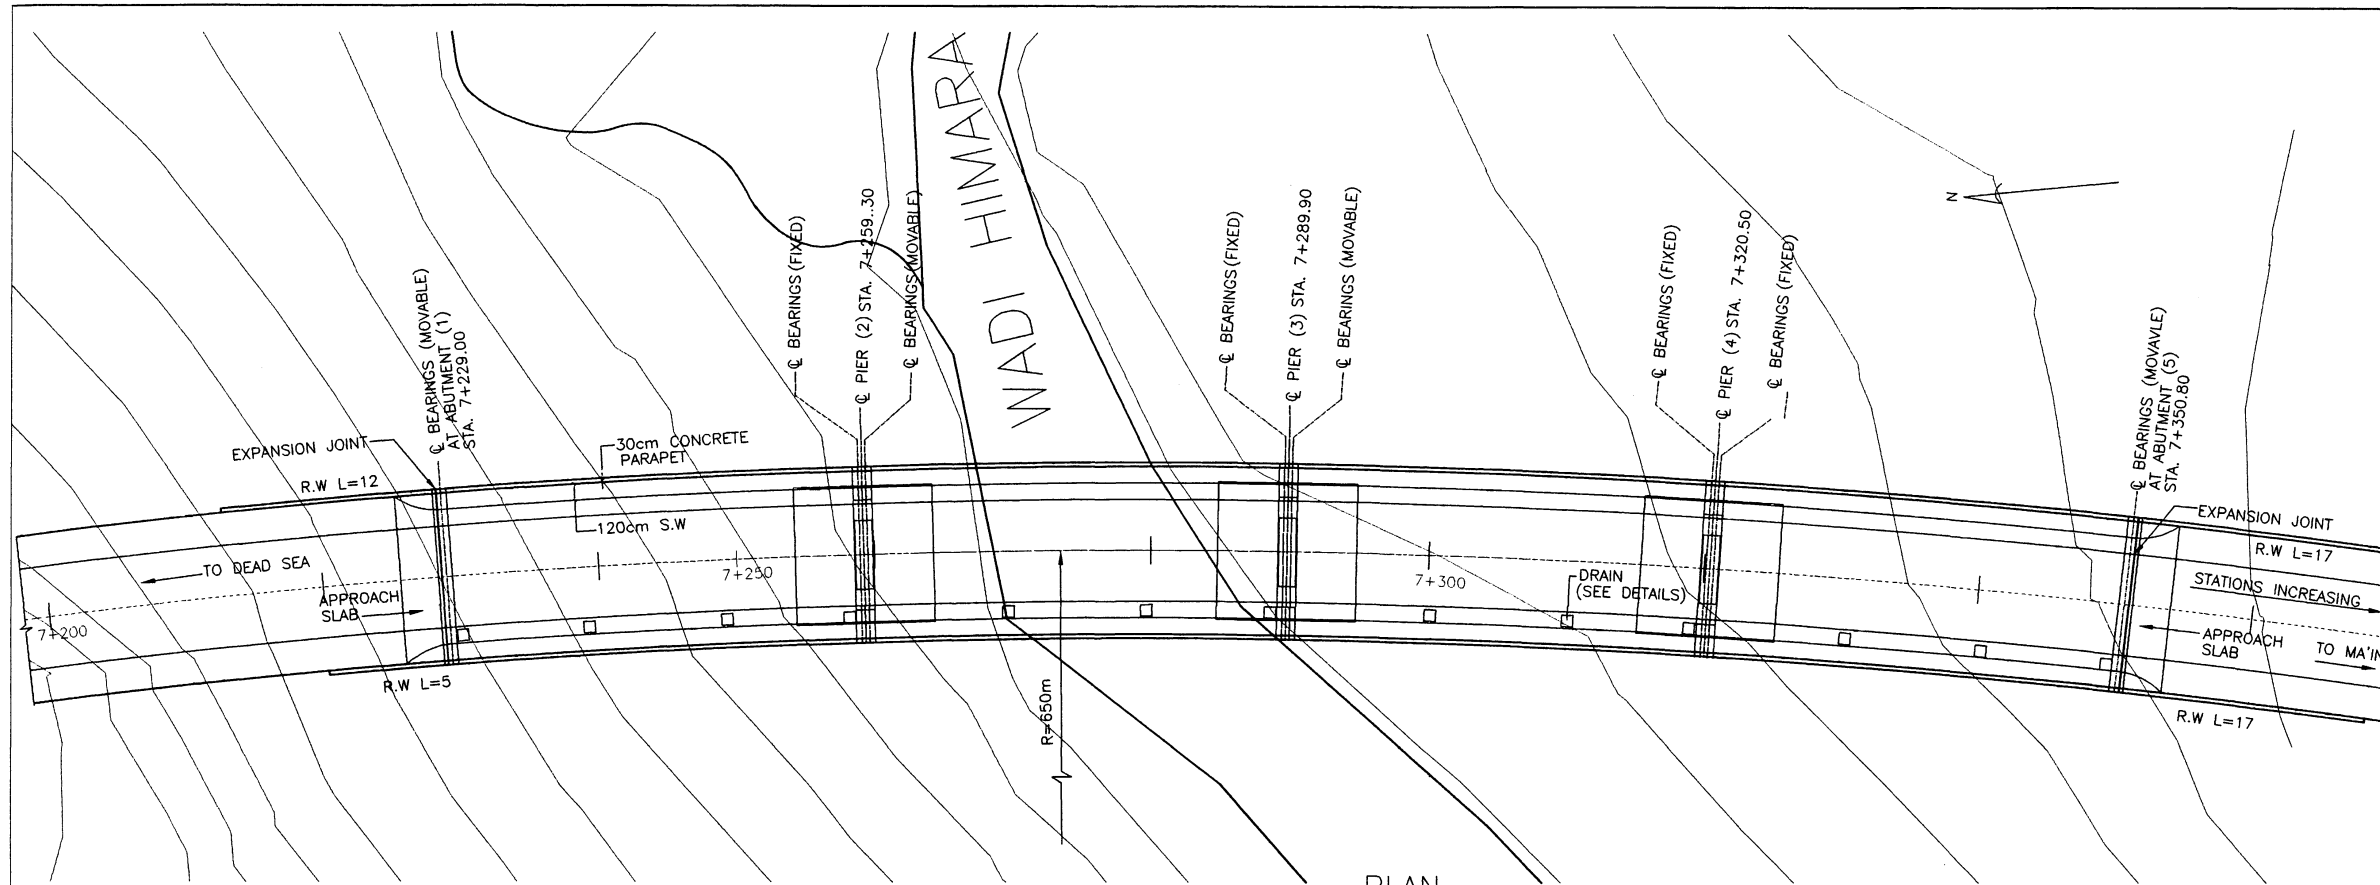 WADI HIMARA
N
℄ BEARINGS (MOVABLE)
AT ABUTMENT (1)
STA. 7+229.00
℄ BEARINGS (FIXED)
℄ PIER (2) STA. 7+259..30
℄ BEARINGS (MOVABLE)
℄ BEARINGS (FIXED)
℄ PIER (3) STA. 7+289.90
℄ BEARINGS (MOVABLE)
℄ BEARINGS (FIXED)
℄ PIER (4) STA. 7+320.50
℄ BEARINGS (FIXED)
℄ BEARINGS (MOVAVLE)
AT ABUTMENT (5)
STA. 7+350.80
EXPANSION JOINT
R.W L=12
30cm CONCRETE
PARAPET
120cm S.W
EXPANSION JOINT
R.W L=17
TO DEAD SEA
7+200
APPROACH
SLAB
7+250
7+300
DRAIN
(SEE DETAILS)
STATIONS INCREASING
APPROACH
SLAB
TO MA'IN
R.W L=5
R=650m
R.W L=17
PLAN